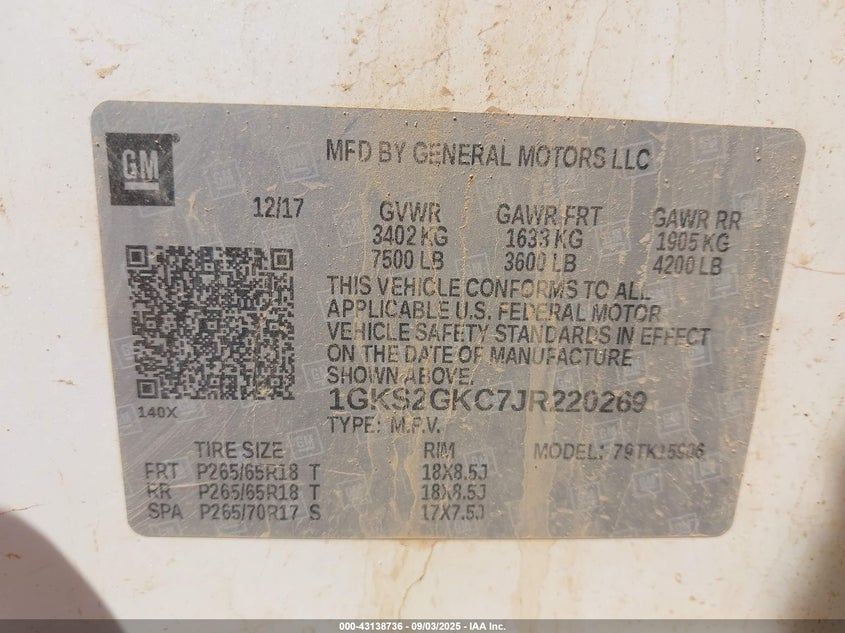 GM
MFD BY GENERAL MOTORS LLC
12/17 GVWR GAWR FRT GAWR RR
3402 KG 1633 KG 1905 KG
7500 LB 3600 LB 4200 LB
THIS VEHICLE CONFORMS TO ALL
APPLICABLE U.S. FEDERAL MOTOR
VEHICLE SAFETY STANDARDS IN EFFECT
ON THE DATE OF MANUFACTURE
SHOWN ABOVE.
140X
1GKS2GKC7JR220269
TYPE: M.P.V.
MODEL: 79TK15906
TIRE SIZE RIM
FRT P265/65R18 T 18X8.5J
RR P265/65R18 T 18X8.5J
SPA P265/70R17 S 17X7.5J
000-43138736 - 09/03/2025 - IAA Inc.